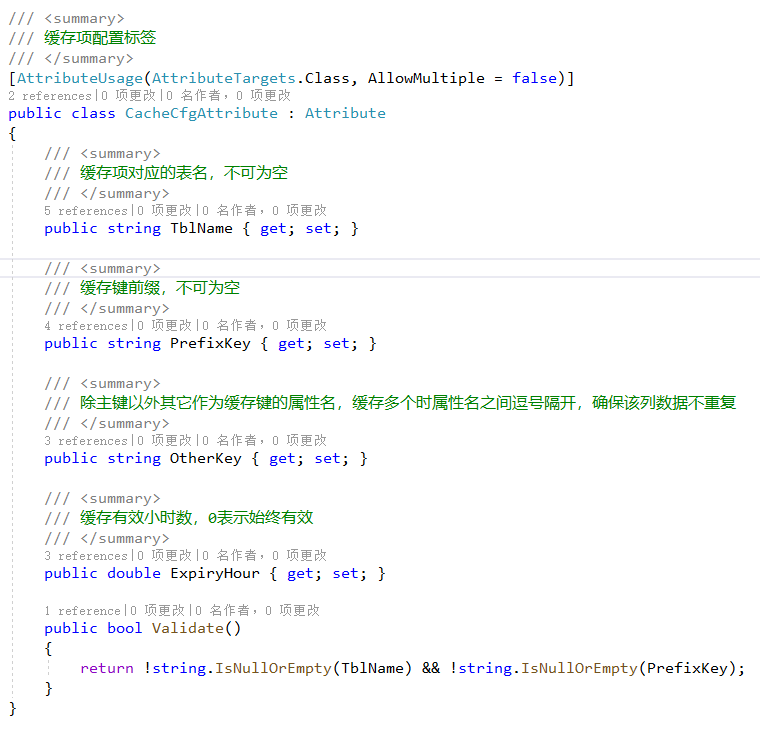 /// <summary>
/// 缓存项配置标签
/// </summary>
[AttributeUsage(AttributeTargets.Class, AllowMultiple = false)]
2 references|0 项更改|0 名作者，0 项更改
public class CacheCfgAttribute : Attribute
{
/// <summary>
/// 缓存项对应的表名，不可为空
/// </summary>
5 references|0 项更改|0 名作者，0 项更改
public string TblName { get; set; }
/// <summary>
/// 缓存键前缀，不可为空
/// </summary>
4 references|0 项更改|0 名作者，0 项更改
public string PrefixKey { get; set; }
/// <summary>
/// 除主键以外其它作为缓存键的属性名，缓存多个时属性名之间逗号隔开，确保该列数据不重复
/// </summary>
3 references|0 项更改|0 名作者，0 项更改
public string OtherKey { get; set; }
/// <summary>
/// 缓存有效小时数，0表示始终有效
/// </summary>
3 references|0 项更改|0 名作者，0 项更改
public double ExpiryHour { get; set; }
1 reference|0 项更改|0 名作者，0 项更改
public bool Validate()
{
return !string.IsNullOrEmpty(TblName) && !string.IsNullOrEmpty(PrefixKey);
}
}